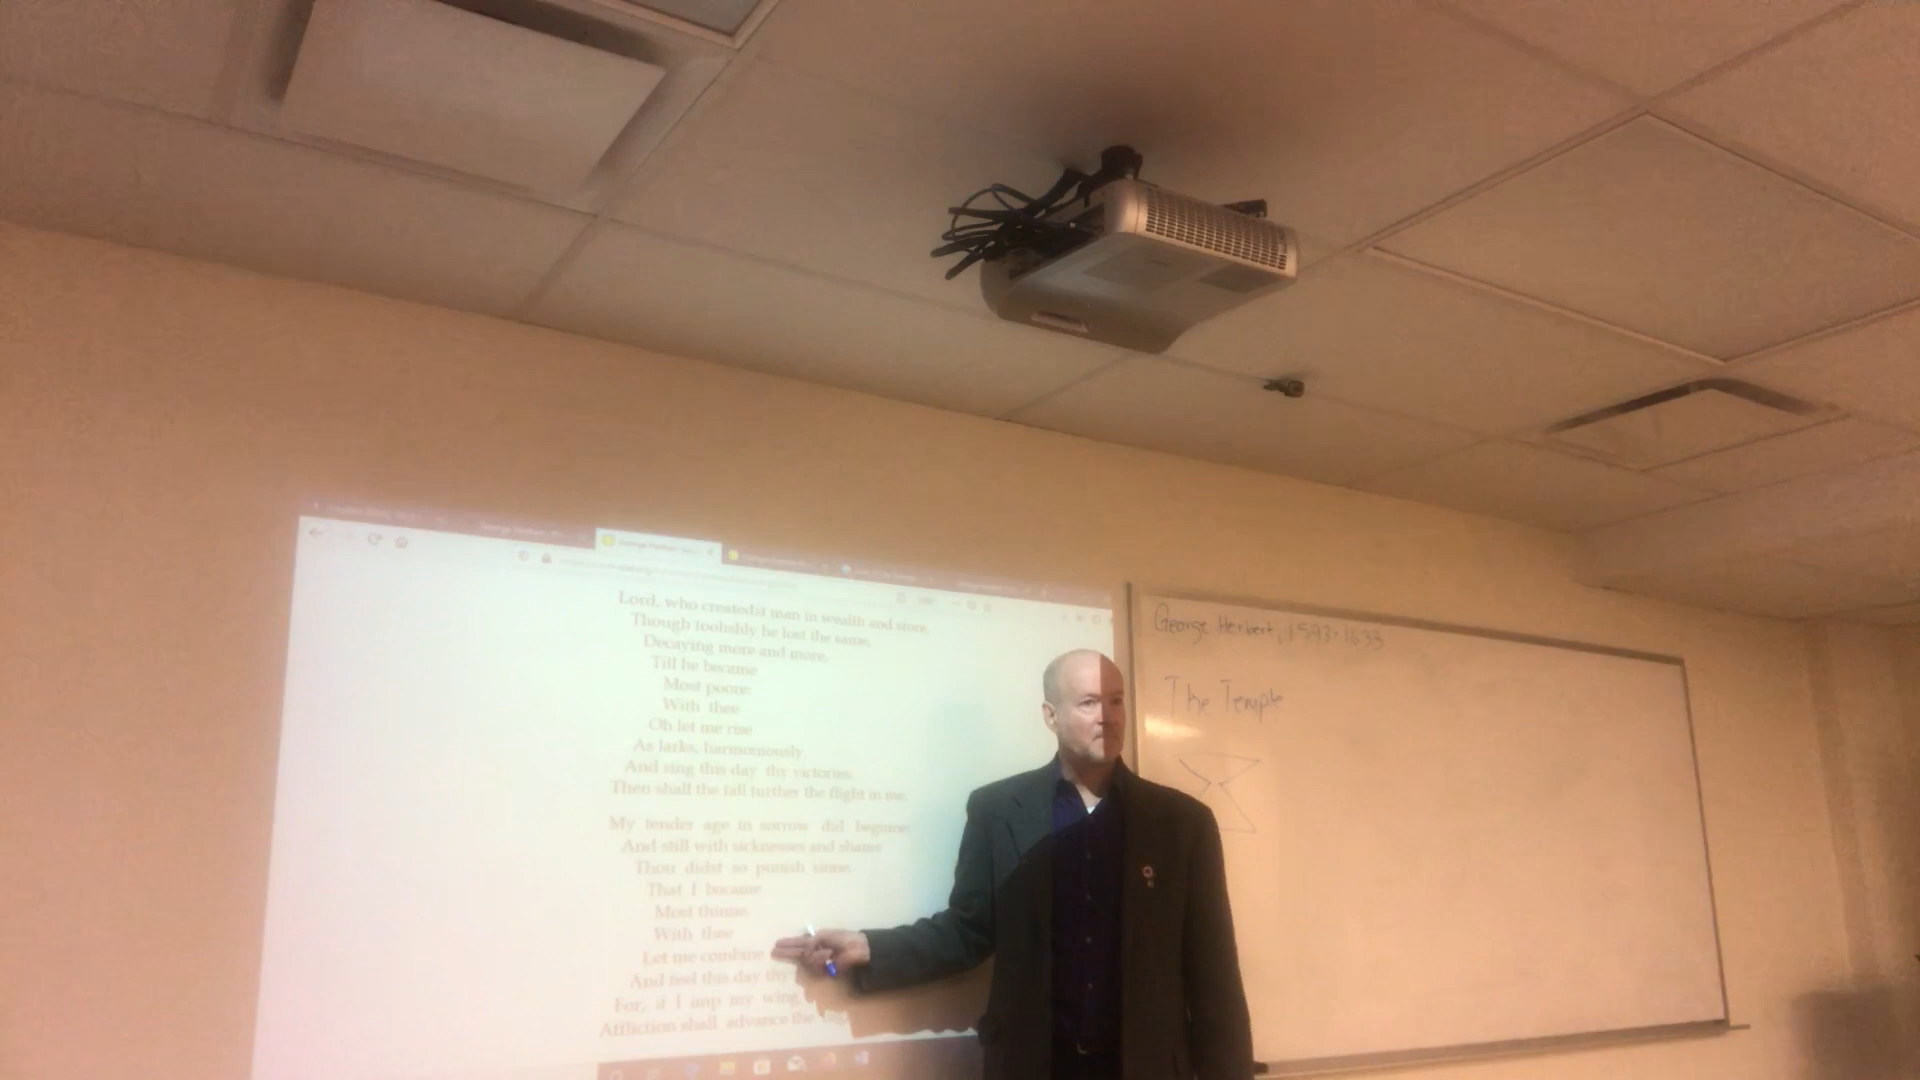 Lord, who createdst man in wealth and store,
Though foolishly he lost the same,
Decaying more and more,
Till he became
Most poore:
With thee
Oh let me rise
As larks, harmoniously,
And sing this day thy victories:
Then shall the fall further the flight in me.
My tender age in sorrow did beginne:
And still with sicknesses and shame
Thou didst so punish sinne,
That I became
Most thinne.
With thee
Let me combine
And feel this day thy
For, if I imp my wing
Affliction shall advance the
George Herbert, 1593-1633
The Temple